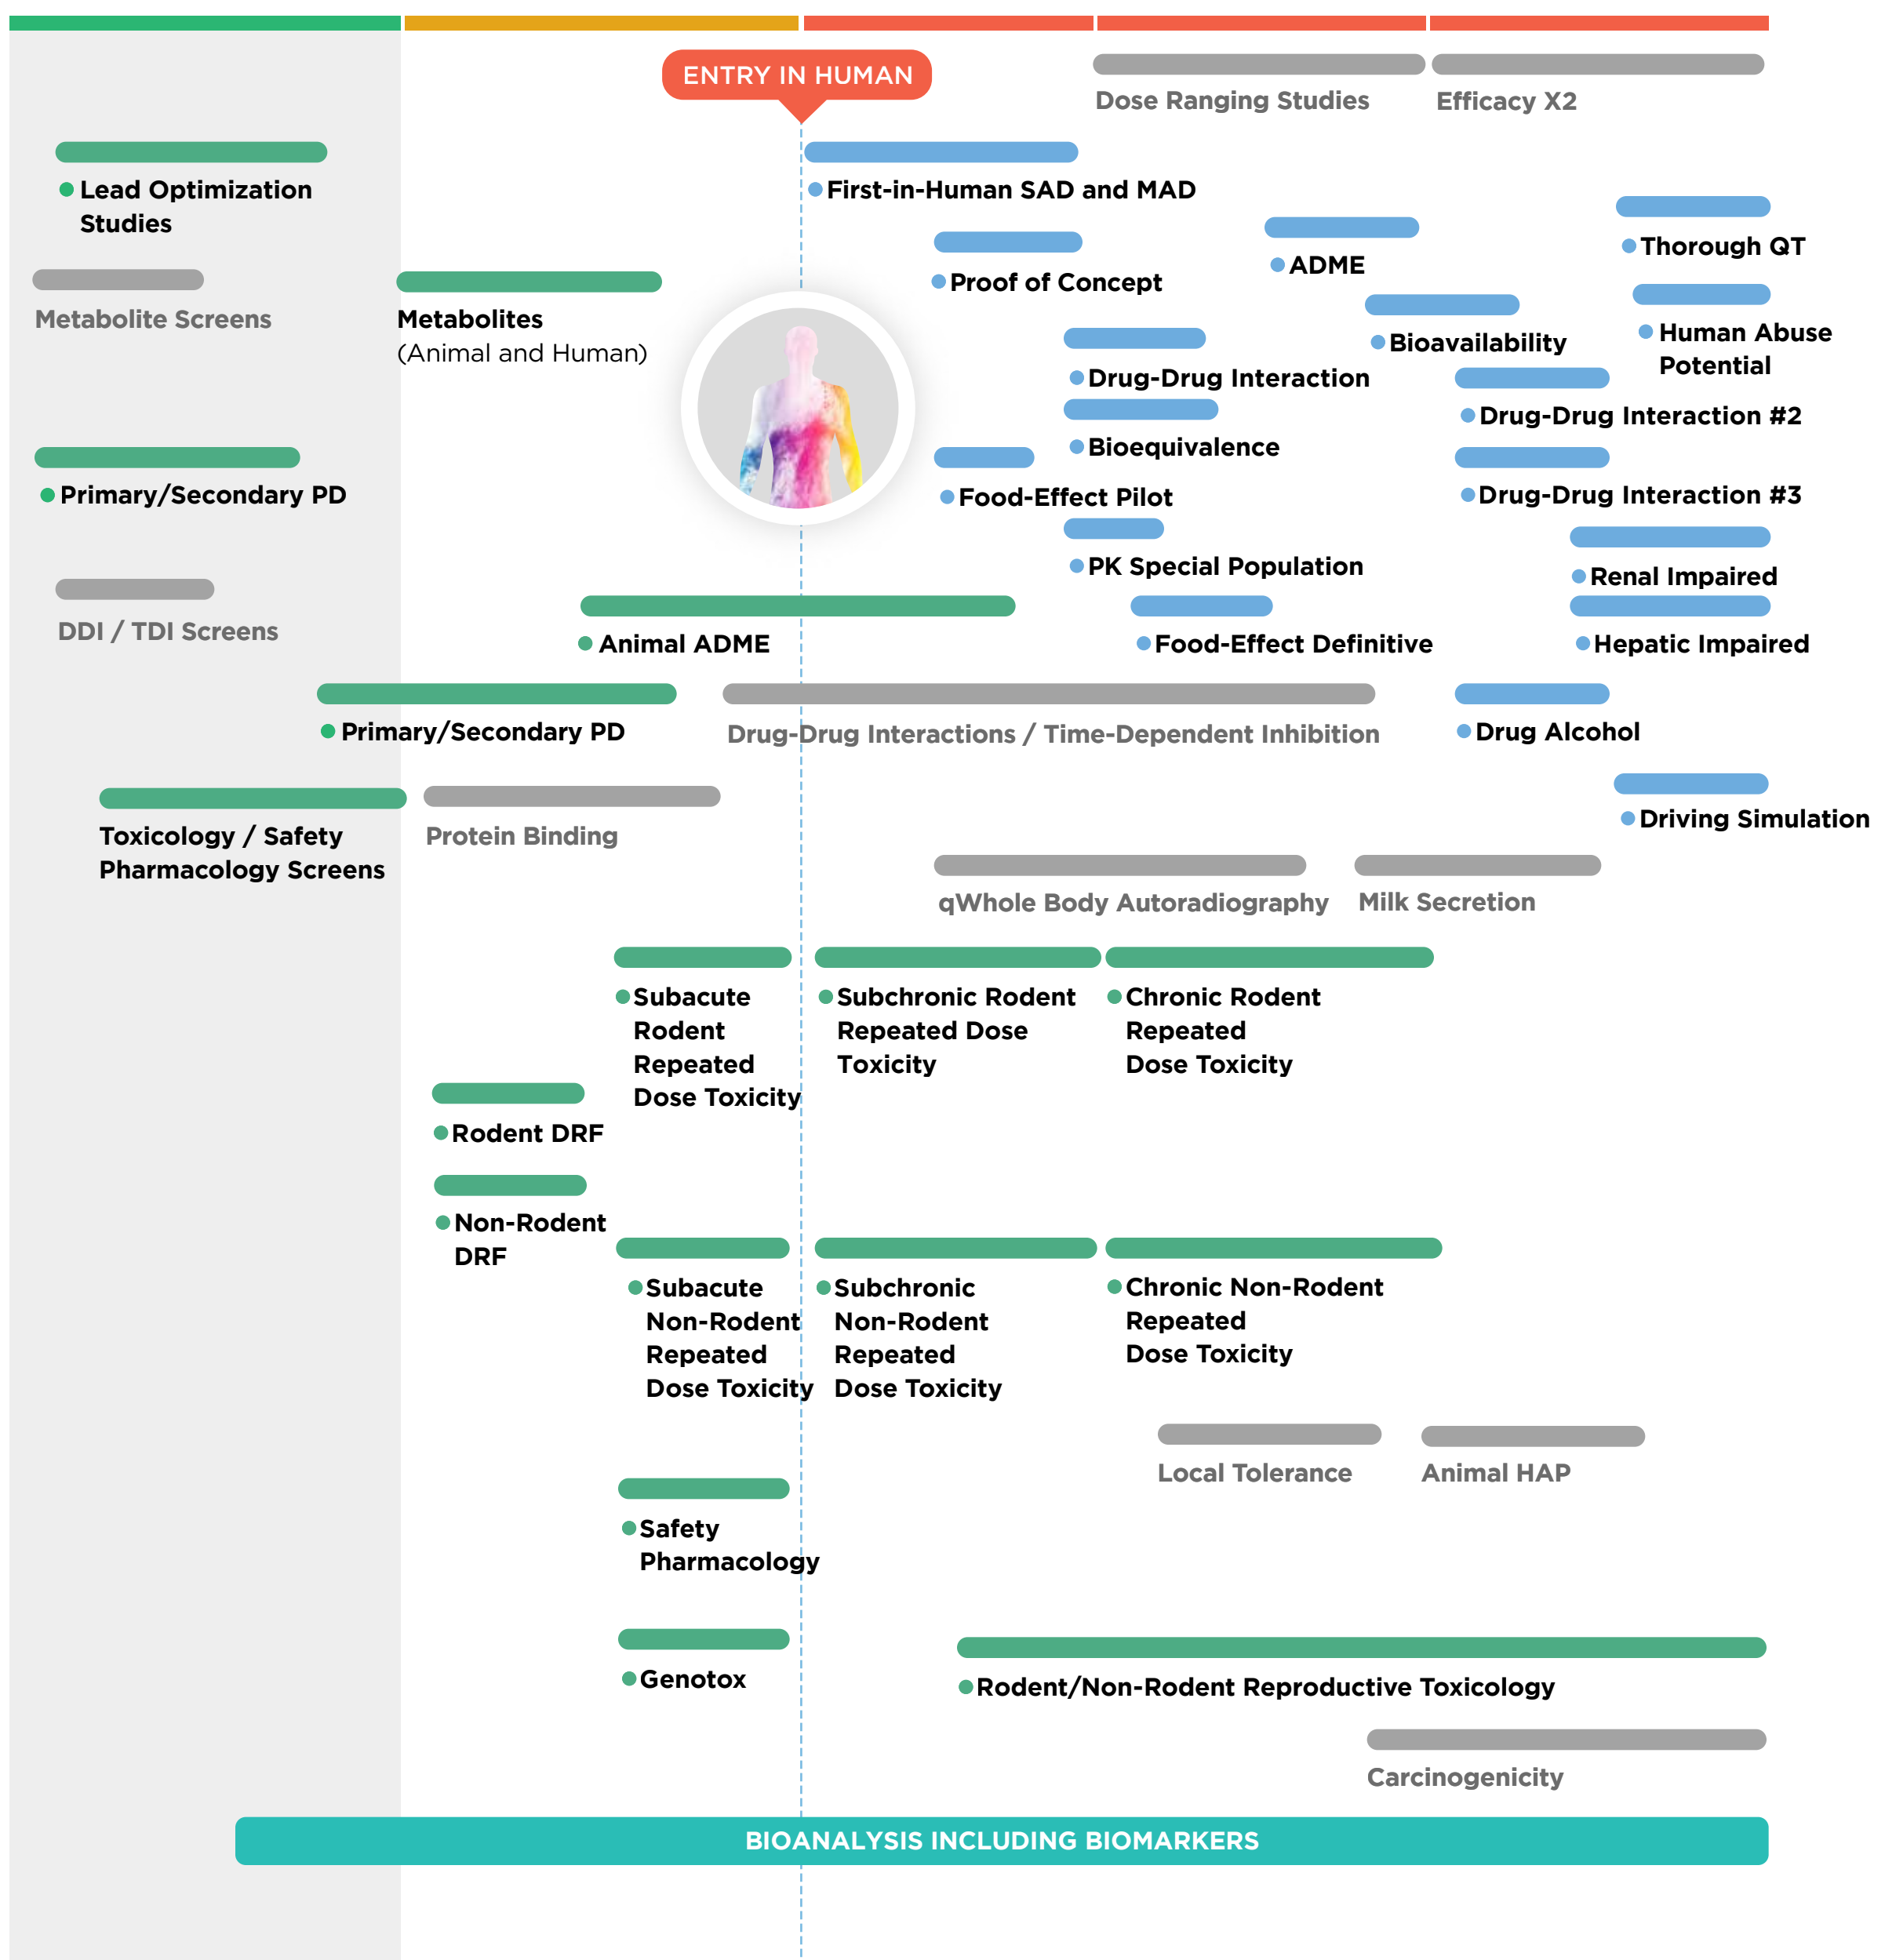 ENTRY IN HUMAN
Dose Ranging Studies
Efficacy X2
Lead Optimization
Studies
First-in-Human SAD and MAD
Thorough QT
ADME
Proof of Concept
Metabolite Screens
Metabolites
(Animal and Human)
Human Abuse
Potential
Bioavailability
Drug-Drug Interaction
Drug-Drug Interaction #2
Bioequivalence
Primary/Secondary PD
Food-Effect Pilot
Drug-Drug Interaction #3
PK Special Population
Renal Impaired
DDI / TDI Screens
Animal ADME
Food-Effect Definitive
Hepatic Impaired
Primary/Secondary PD
Drug-Drug Interactions / Time-Dependent Inhibition
Drug Alcohol
Driving Simulation
Toxicology / Safety
Pharmacology Screens
Protein Binding
qWhole Body Autoradiography
Milk Secretion
Subacute
Rodent
Repeated
Dose Toxicity
Subchronic Rodent
Repeated Dose
Toxicity
Chronic Rodent
Repeated
Dose Toxicity
Rodent DRF
Non-Rodent
DRF
Subacute
Non-Rodent
Repeated
Dose Toxicity
Subchronic
Non-Rodent
Repeated
Dose Toxicity
Chronic Non-Rodent
Repeated
Dose Toxicity
Local Tolerance
Animal HAP
Safety
Pharmacology
Genotox
Rodent/Non-Rodent Reproductive Toxicology
Carcinogenicity
BIOANALYSIS INCLUDING BIOMARKERS